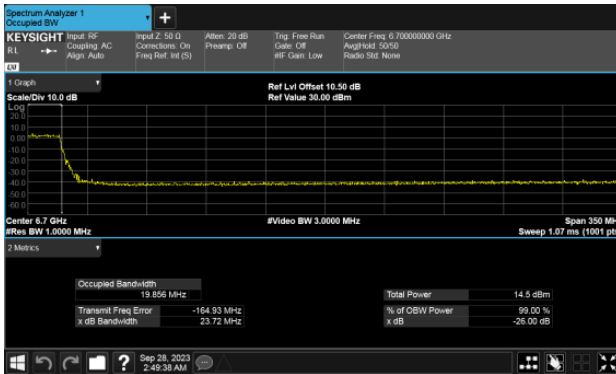 Spectrum Analyzer 1
Occupied BW
KEYSIGHT
Input: RF
Coupling: AC
Align: Auto
Input Z: 50 Ω
Corrections: On
Freq Ref: Int (S)
Atten: 20 dB
Preamp: Off
Trig: Free Run
Gate: Off
#IF Gain: Low
Center Freq: 6.700000000 GHz
Avg|Hold: 50/50
Radio Std: None
RL
LXI
1 Graph
Scale/Div 10.0 dB
Ref Lvl Offset 10.50 dB
Ref Value 30.00 dBm
Log
20.0
10.0
0.00
-10.0
-20.0
-30.0
-40.0
-50.0
-60.0
Center 6.7 GHz
#Res BW 1.0000 MHz
#Video BW 3.0000 MHz
Span 350 MH
Sweep 1.07 ms (1001 pts
2 Metrics
Occupied Bandwidth
19.856 MHz
Transmit Freq Error -164.93 MHz
x dB Bandwidth 23.72 MHz
Total Power 14.5 dBm
% of OBW Power 99.00 %
x dB -26.00 dB
?
Sep 28, 2023
2:49:38 AM